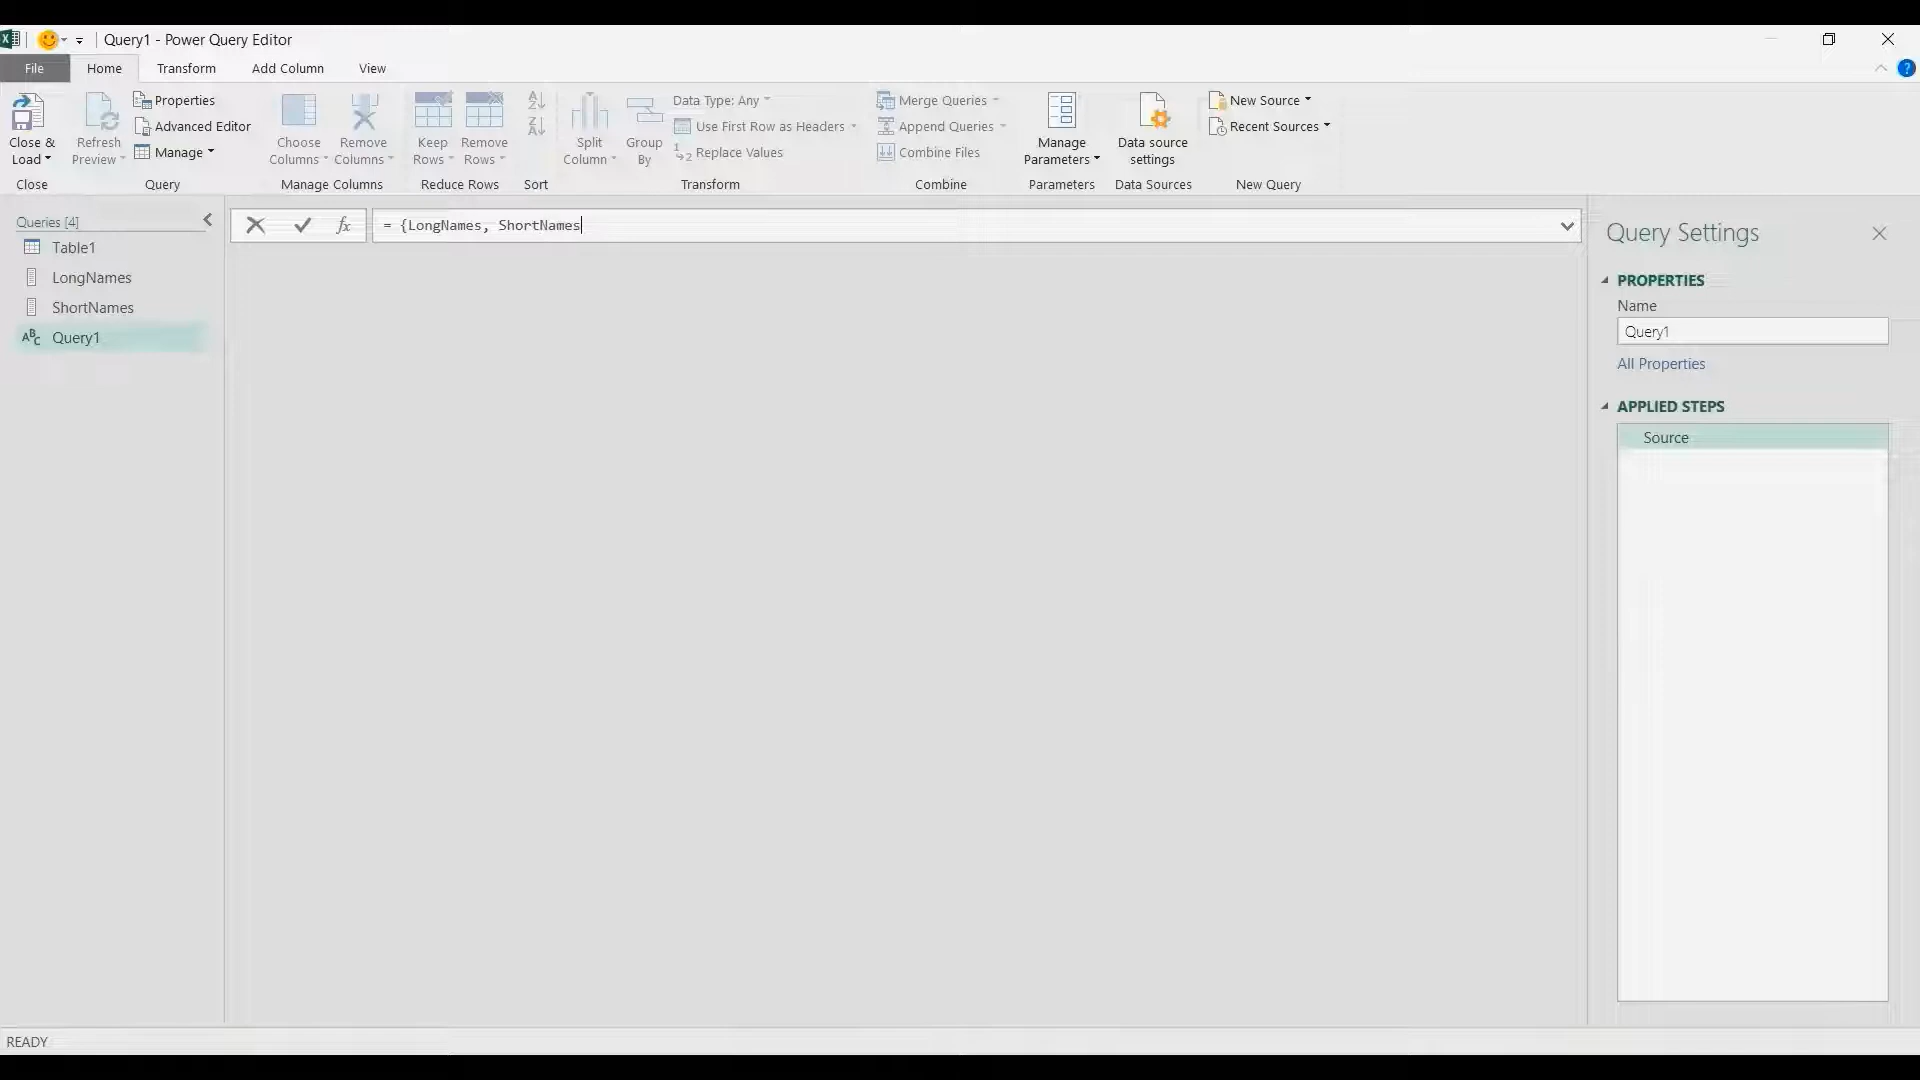 Query1 - Power Query Editor
File Home Transform Add Column View
Close & Load
Close
Refresh Preview
Properties
Advanced Editor
Manage
Query
Choose Columns
Remove Columns
Manage Columns
Keep Rows
Remove Rows
Reduce Rows
A
Z
Z
A
Sort
Split Column
Group By
Data Type: Any
Use First Row as Headers
1
2
Replace Values
Transform
Merge Queries
Append Queries
Combine Files
Combine
Manage Parameters
Parameters
Data source settings
Data Sources
New Source
Recent Sources
New Query
?
Queries [4]
Table1
LongNames
ShortNames
ABC Query1
fx
= {LongNames, ShortNames
Query Settings
PROPERTIES
Name
Query1
All Properties
APPLIED STEPS
Source
READY